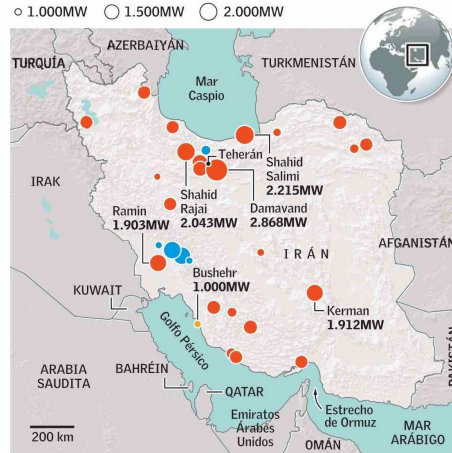 1.000MW
1.500MW
2.000MW
AZERBAIYÁN
TURQUÍA
TURKMENISTÁN
Mar
Caspio
Teherán
Shahid
Salimi
2.215MW
Shahid
Rajai
2.043MW
Damavand
2.868MW
IRAK
Ramin
1.903MW
IRÁN
AFGANISTÁN
Bushehr
1.000MW
KUWAIT
Kerman
1.912MW
Golfo Pérsico
PAKISTÁN
ARABIA
SAUDITA
BAHRÉIN
QATAR
Emiratos
Árabes
Unidos
Estrecho
de Ormuz
OMÁN
MAR
ARÁBIGO
200 km